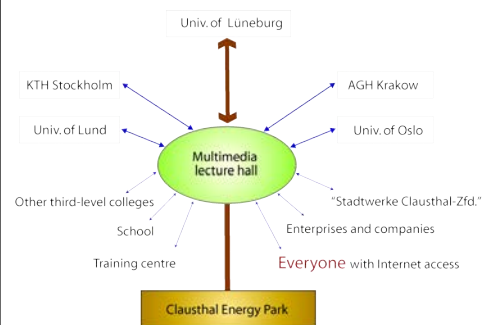 Univ. of Lüneburg
KTH Stockholm
AGH Krakow
Univ. of Lund
Univ. of Oslo
Multimedia
lecture hall
Other third-level colleges
"Stadtwerke Clausthal-Zfd."
School
Enterprises and companies
Training centre
Everyone with Internet access
Clausthal Energy Park